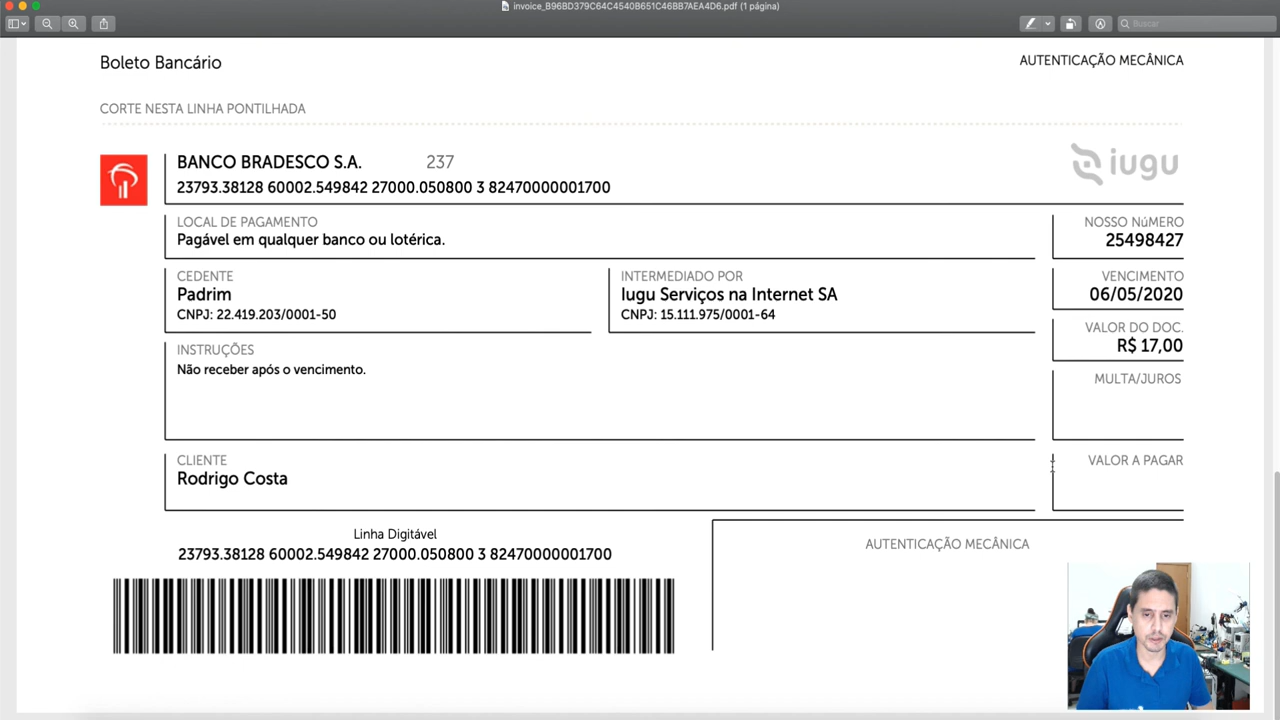 invoice_B96BD379C64C4540B651C46BB7AEA4D6.pdf (1 página)
Buscar
Boleto Bancário
AUTENTICAÇÃO MECÂNICA
CORTE NESTA LINHA PONTILHADA
BANCO BRADESCO S.A. 237
23793.38128 60002.549842 27000.050800 3 82470000001700
iugu
LOCAL DE PAGAMENTO
Pagável em qualquer banco ou lotérica.
NOSSO NúMERO
25498427
CEDENTE
Padrim
CNPJ: 22.419.203/0001-50
INTERMEDIADO POR
Iugu Serviços na Internet SA
CNPJ: 15.111.975/0001-64
VENCIMENTO
06/05/2020
VALOR DO DOC.
R$ 17,00
INSTRUÇÕES
Não receber após o vencimento.
MULTA/JUROS
CLIENTE
Rodrigo Costa
VALOR A PAGAR
Linha Digitável
23793.38128 60002.549842 27000.050800 3 82470000001700
AUTENTICAÇÃO MECÂNICA